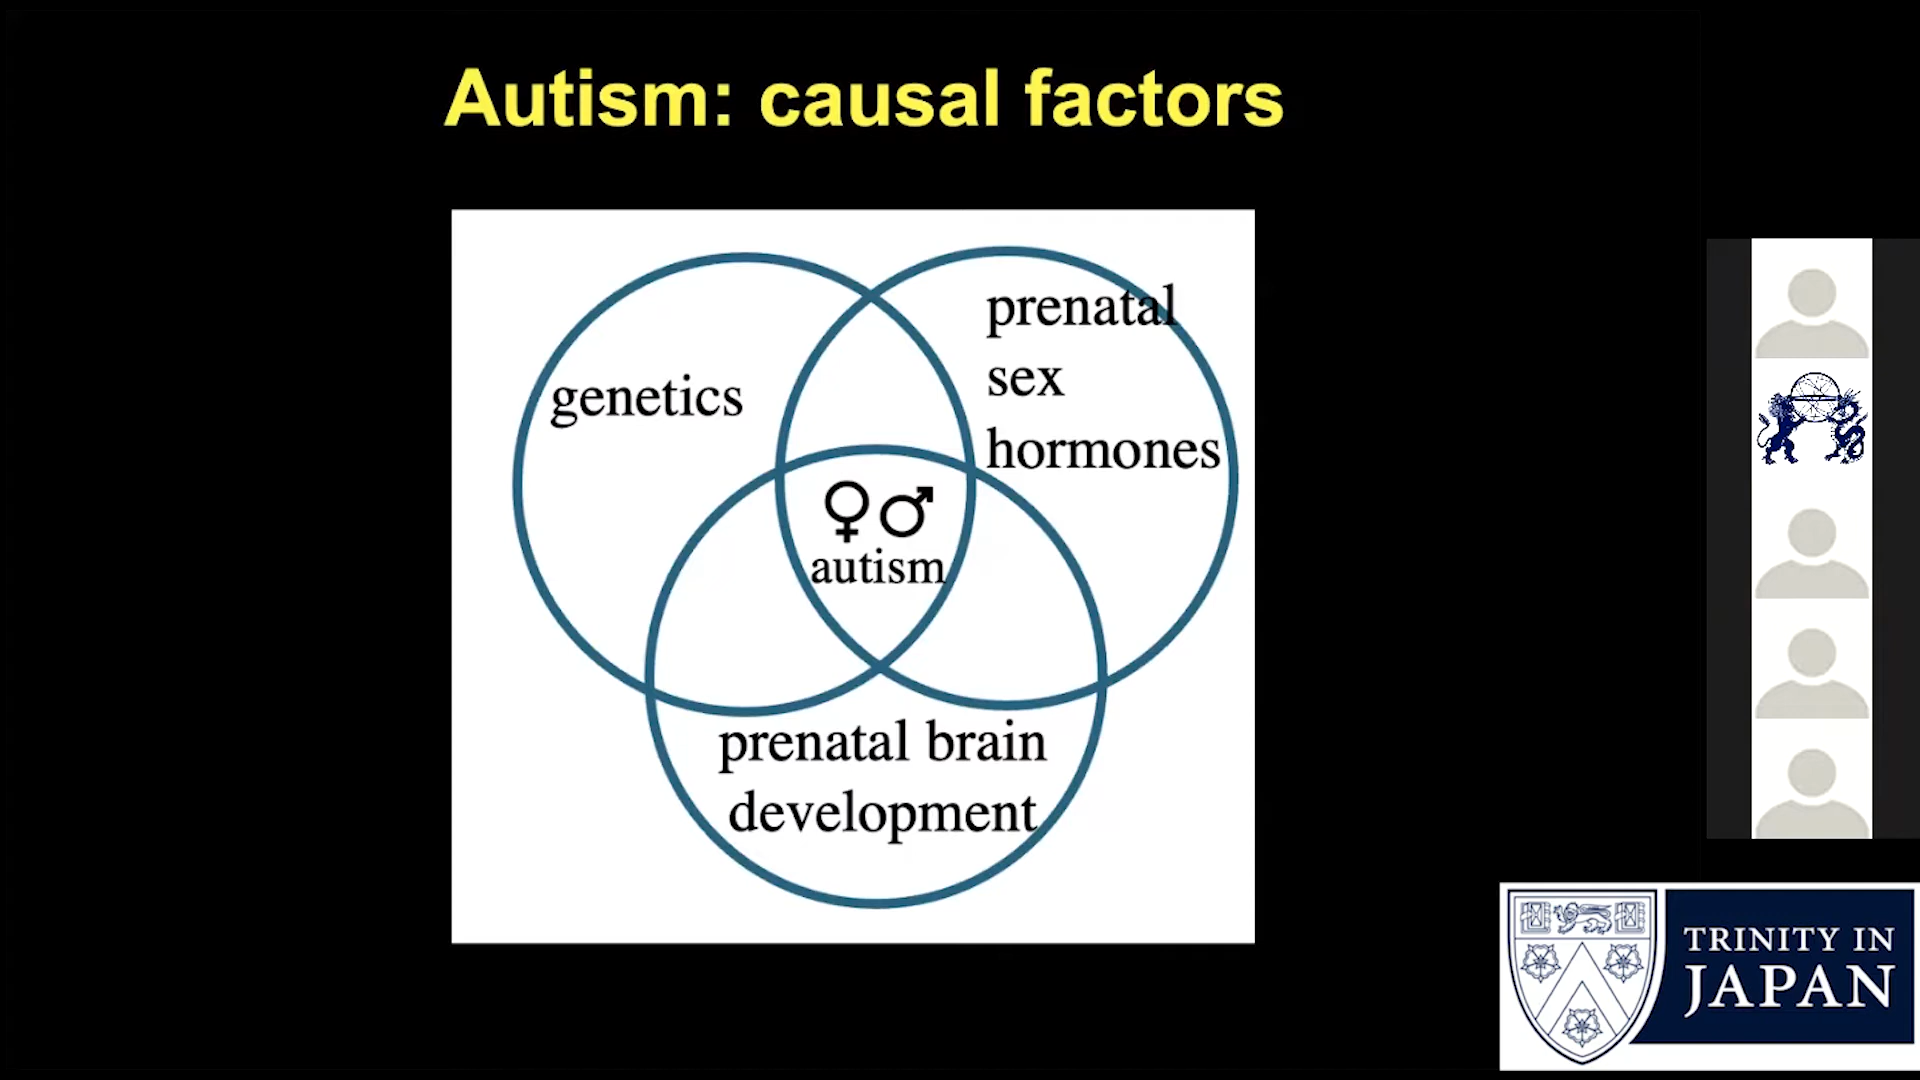 Autism: causal factors
genetics
prenatal
sex
hormones
♀♂
autism
prenatal brain
development
TRINITY IN
JAPAN